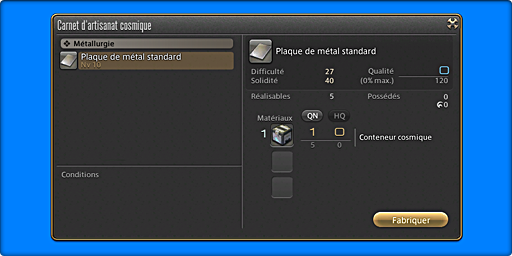 Carnet d'artisanat cosmique
Métallurgie
Plaque de métal standard
Nv 10
Conditions
Plaque de métal standard
Difficulté 27 Qualité
Solidité 40 (0% max.) 120
Réalisables 5 Possédés 0
0
Matériaux QN HQ
1 1 Conteneur cosmique
5 0
Fabriquer